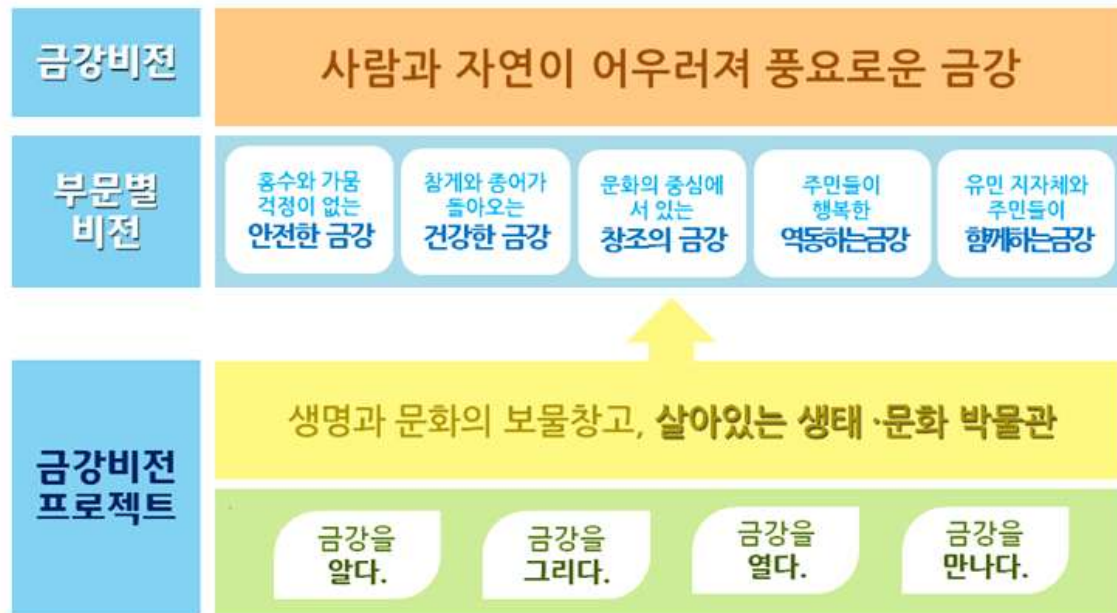 금강비전
사람과 자연이 어우러져 풍요로운 금강
부문별
비전
홍수와 가뭄
걱정이 없는
안전한 금강
참게와 종어가
돌아오는
건강한 금강
문화의 중심에
서 있는
창조의 금강
주민들이
행복한
역동하는금강
유민 지자체와
주민들이
함께하는금강
금강비전
프로젝트
생명과 문화의 보물창고, 살아있는 생태·문화 박물관
금강을
알다.
금강을
그리다.
금강을
열다.
금강을
만나다.